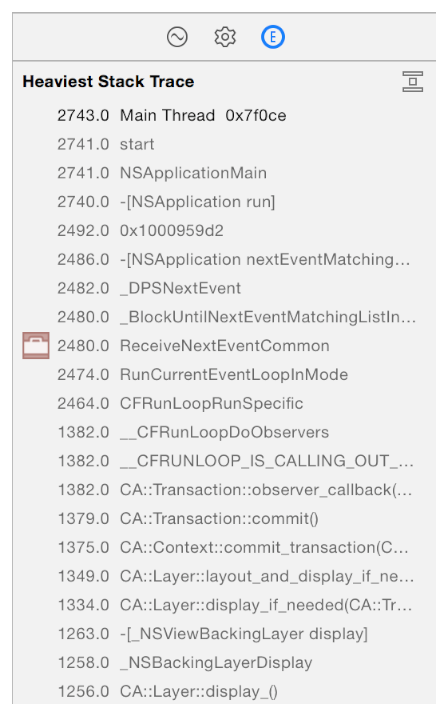 E
Heaviest Stack Trace
2743.0 Main Thread 0x7f0ce
2741.0 start
2741.0 NSApplicationMain
2740.0 -[NSApplication run]
2492.0 0x1000959d2
2486.0 -[NSApplication nextEventMatching...
2482.0 _DPSNextEvent
2480.0 _BlockUntilNextEventMatchingListIn...
2480.0 ReceiveNextEventCommon
2474.0 RunCurrentEventLoopInMode
2464.0 CFRunLoopRunSpecific
1382.0 __CFRunLoopDoObservers
1382.0 __CFRUNLOOP_IS_CALLING_OUT_...
1382.0 CA::Transaction::observer_callback(...
1379.0 CA::Transaction::commit()
1375.0 CA::Context::commit_transaction(C...
1349.0 CA::Layer::layout_and_display_if_ne...
1334.0 CA::Layer::display_if_needed(CA::Tr...
1263.0 -[_NSViewBackingLayer display]
1258.0 _NSBackingLayerDisplay
1256.0 CA::Layer::display_()